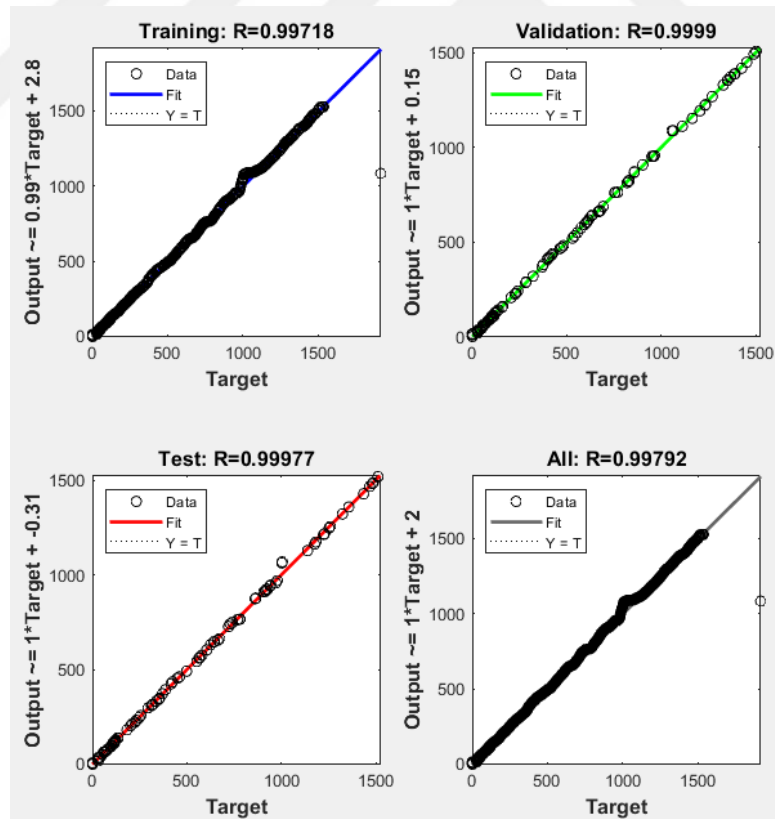 Training: R=0.99718
Output ~= 0.99*Target + 2.8
Data
Fit
Y = T
1500
1000
500
0
0
500
1000
1500
Target
Validation: R=0.9999
Output ~= 1*Target + 0.15
Data
Fit
Y = T
1500
1000
500
0
0
500
1000
1500
Target
Test: R=0.99977
Output ~= 1*Target + -0.31
Data
Fit
Y = T
1500
1000
500
0
0
500
1000
1500
Target
All: R=0.99792
Output ~= 1*Target + 2
Data
Fit
Y = T
1500
1000
500
0
0
500
1000
1500
Target